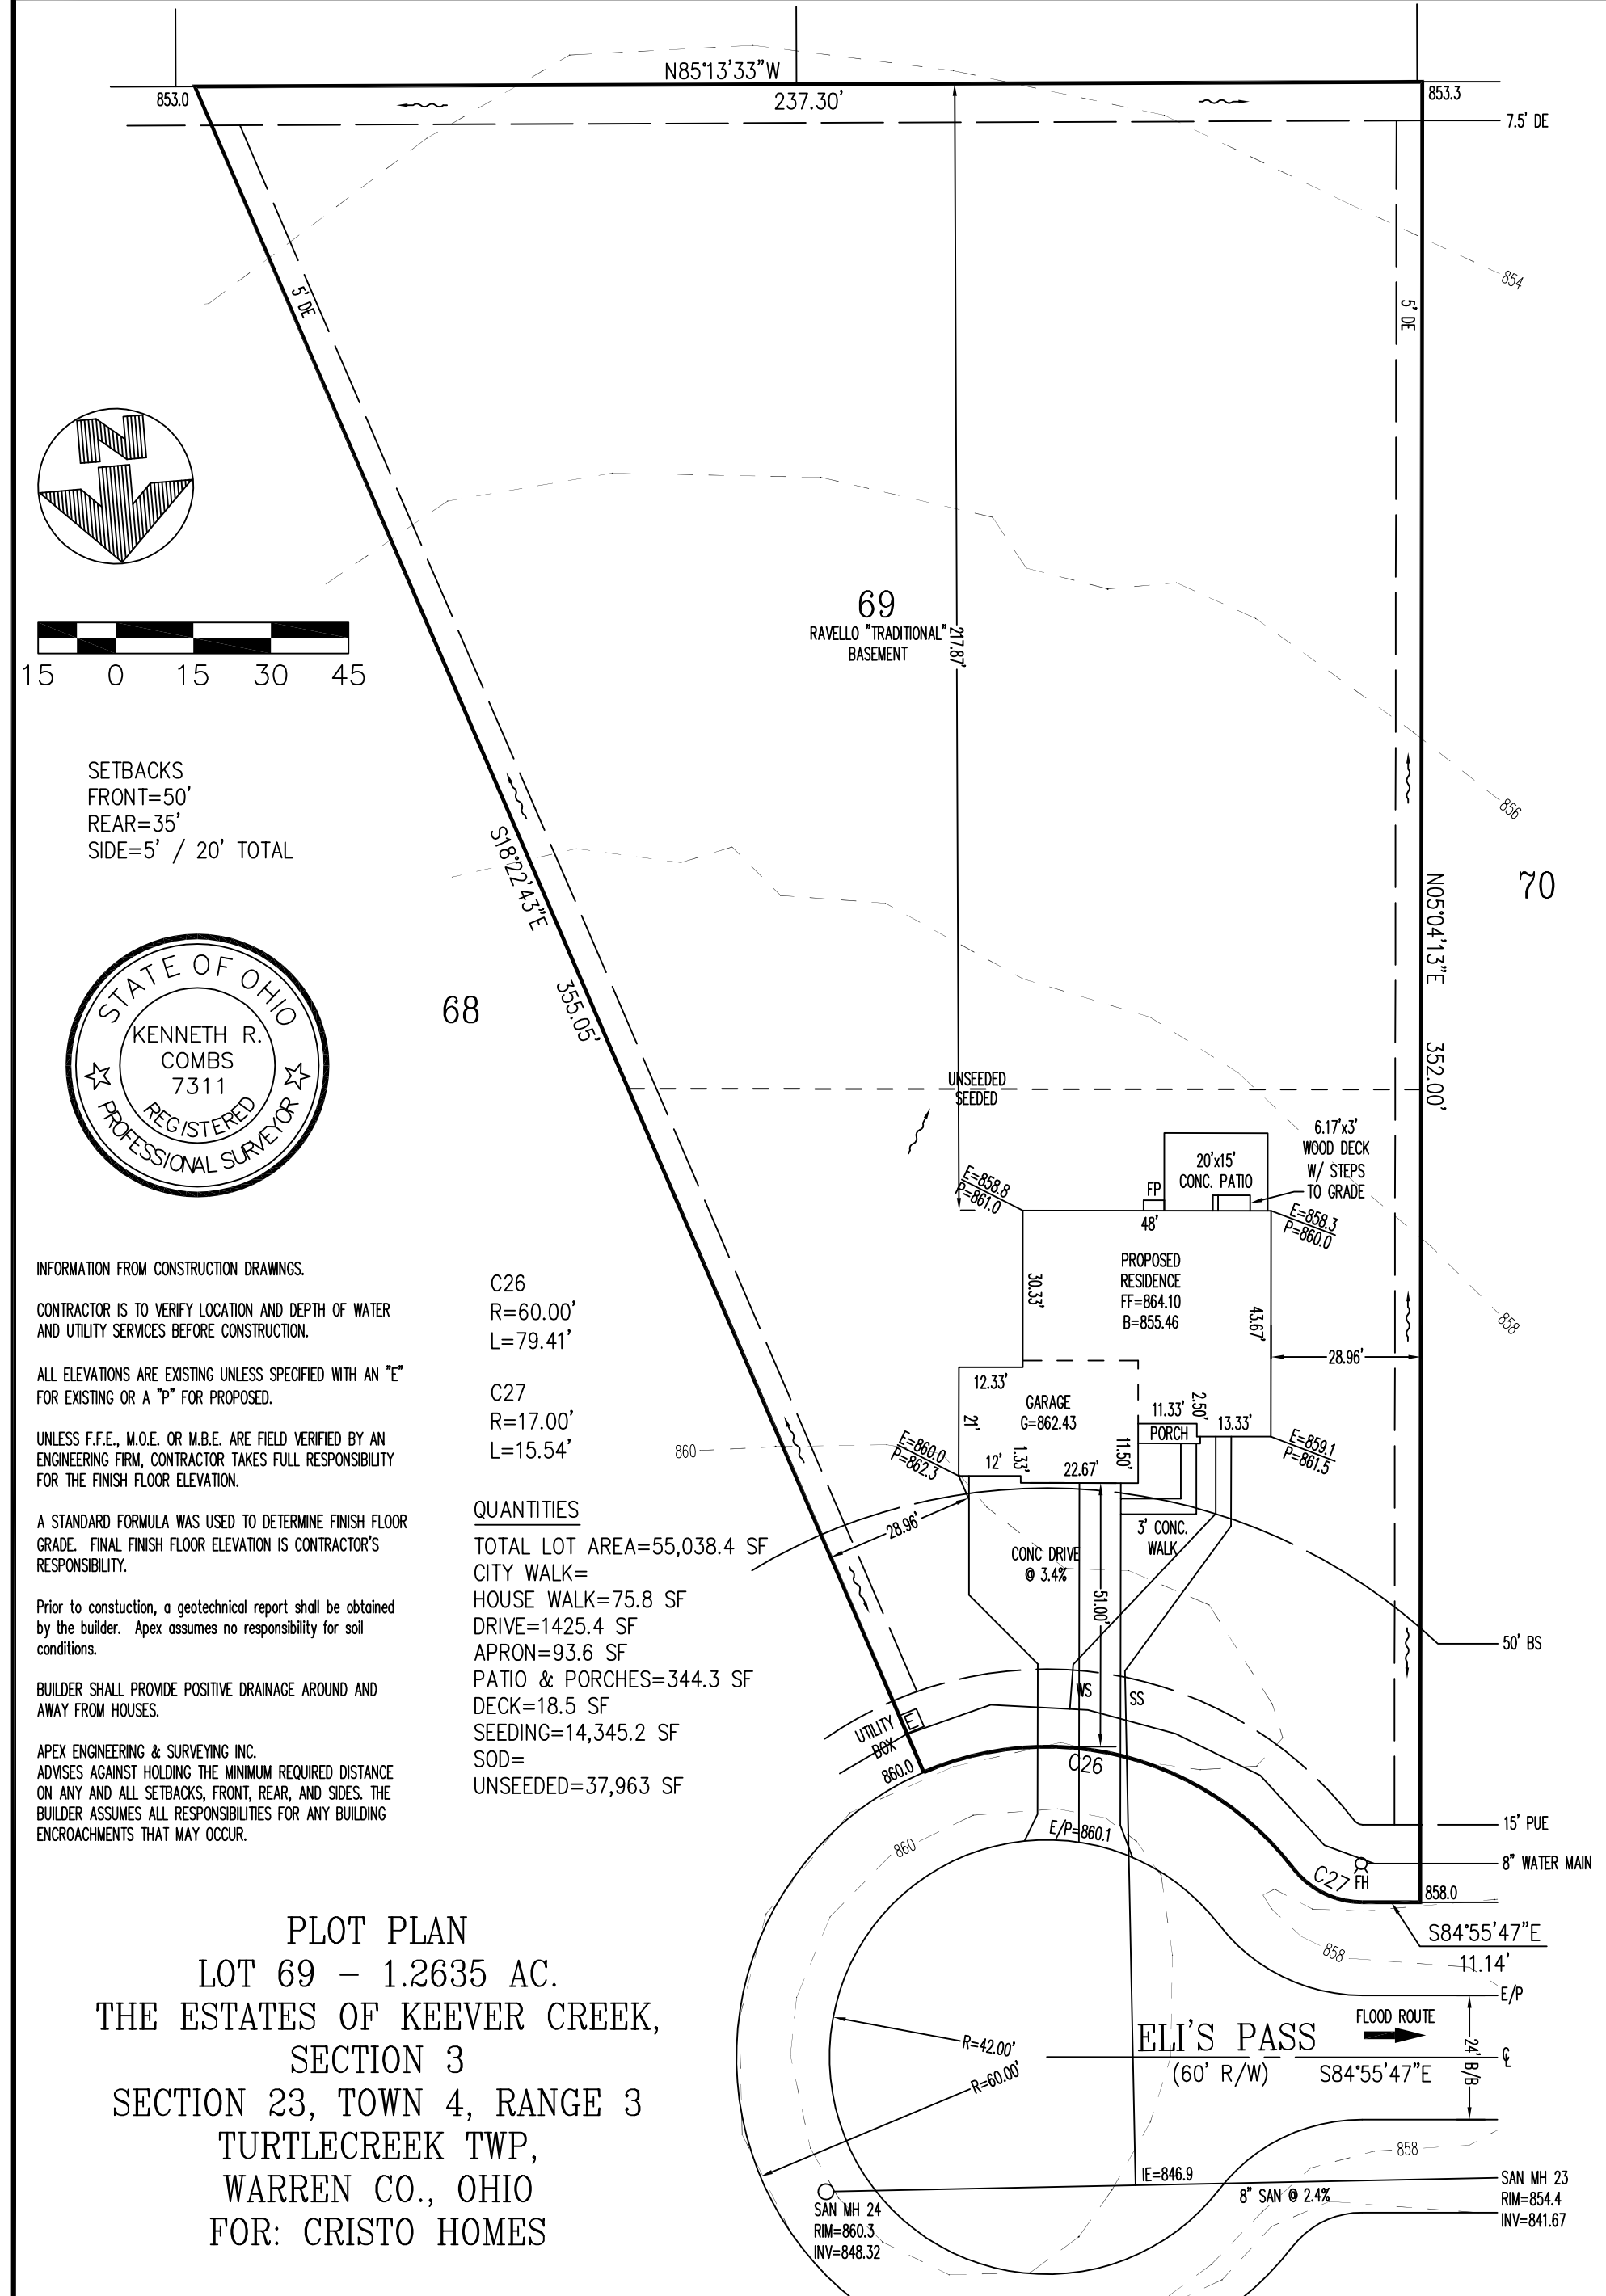 N85°13'33"W
237.30'
853.0
853.3
7.5' DE
5' DE
5' DE
854
N
15 0 15 30 45
69
RAVELLO "TRADITIONAL"
BASEMENT
217.87'
SETBACKS
FRONT=50'
REAR=35'
SIDE=5' / 20' TOTAL
856
S18°22'43"E
355.05'
N05°04'13"E
352.00'
70
68
STATE OF OHIO
KENNETH R.
COMBS
7311
REGISTERED
PROFESSIONAL SURVEYOR
UNSEEDED
SEEDED
6.17'x3'
WOOD DECK
W/ STEPS
TO GRADE
20'x15'
CONC. PATIO
FP
E=858.8
P=861.0
E=858.3
P=860.0
48'
PROPOSED
RESIDENCE
FF=864.10
B=855.46
30.33'
43.67'
28.96'
858
12.33'
GARAGE
G=862.43
21'
11.33'
2.50'
PORCH
13.33'
E=859.1
P=861.5
E=860.0
P=862.3
12'
1.33'
22.67'
11.50'
860
28.96'
3' CONC.
WALK
CONC DRIVE
@ 3.4%
51.00'
50' BS
WS
SS
UTILITY
BOX
E
860.0
C26
15' PUE
8" WATER MAIN
C27
FH
858.0
S84°55'47"E
11.14'
E/P=860.1
860
858
E/P
FLOOD ROUTE
ELI'S PASS
(60' R/W)
S84°55'47"E
24' B/B
CL
R=42.00'
R=60.00'
858
IE=846.9
8" SAN @ 2.4%
SAN MH 23
RIM=854.4
INV=841.67
SAN MH 24
RIM=860.3
INV=848.32
INFORMATION FROM CONSTRUCTION DRAWINGS.
CONTRACTOR IS TO VERIFY LOCATION AND DEPTH OF WATER
AND UTILITY SERVICES BEFORE CONSTRUCTION.
ALL ELEVATIONS ARE EXISTING UNLESS SPECIFIED WITH AN "E"
FOR EXISTING OR A "P" FOR PROPOSED.
UNLESS F.F.E., M.O.E. OR M.B.E. ARE FIELD VERIFIED BY AN
ENGINEERING FIRM, CONTRACTOR TAKES FULL RESPONSIBILITY
FOR THE FINISH FLOOR ELEVATION.
A STANDARD FORMULA WAS USED TO DETERMINE FINISH FLOOR
GRADE. FINAL FINISH FLOOR ELEVATION IS CONTRACTOR'S
RESPONSIBILITY.
Prior to constuction, a geotechnical report shall be obtained
by the builder. Apex assumes no responsibility for soil
conditions.
BUILDER SHALL PROVIDE POSITIVE DRAINAGE AROUND AND
AWAY FROM HOUSES.
APEX ENGINEERING & SURVEYING INC.
ADVISES AGAINST HOLDING THE MINIMUM REQUIRED DISTANCE
ON ANY AND ALL SETBACKS, FRONT, REAR, AND SIDES. THE
BUILDER ASSUMES ALL RESPONSIBILITIES FOR ANY BUILDING
ENCROACHMENTS THAT MAY OCCUR.
C26
R=60.00'
L=79.41'
C27
R=17.00'
L=15.54'
QUANTITIES
TOTAL LOT AREA=55,038.4 SF
CITY WALK=
HOUSE WALK=75.8 SF
DRIVE=1425.4 SF
APRON=93.6 SF
PATIO & PORCHES=344.3 SF
DECK=18.5 SF
SEEDING=14,345.2 SF
SOD=
UNSEEDED=37,963 SF
PLOT PLAN
LOT 69 – 1.2635 AC.
THE ESTATES OF KEEVER CREEK,
SECTION 3
SECTION 23, TOWN 4, RANGE 3
TURTLECREEK TWP,
WARREN CO., OHIO
FOR: CRISTO HOMES